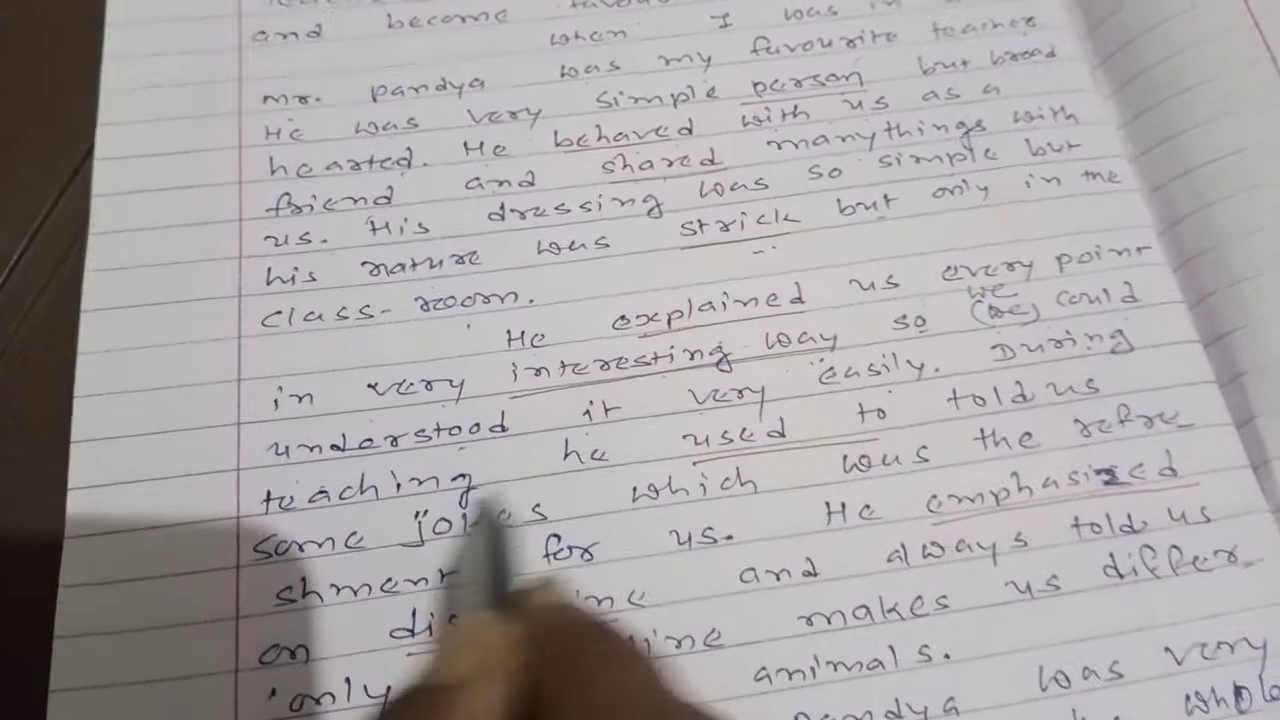 and become
when I was in
Mr. pandya was my favourite teacher
He was very simple person but broad
hearted. He behaved with us as a
friend and shared manythings with
us. His dressing was so simple but
his nature was strick but only in the
class-room.
He explained us every point
in very interesting way so we (we) could
understood it very easily. During
teaching he used to told us
some jokes which was the refre
shment for us. He emphasized
on and always told us
only makes us differ
animals.
pandya was very
whole